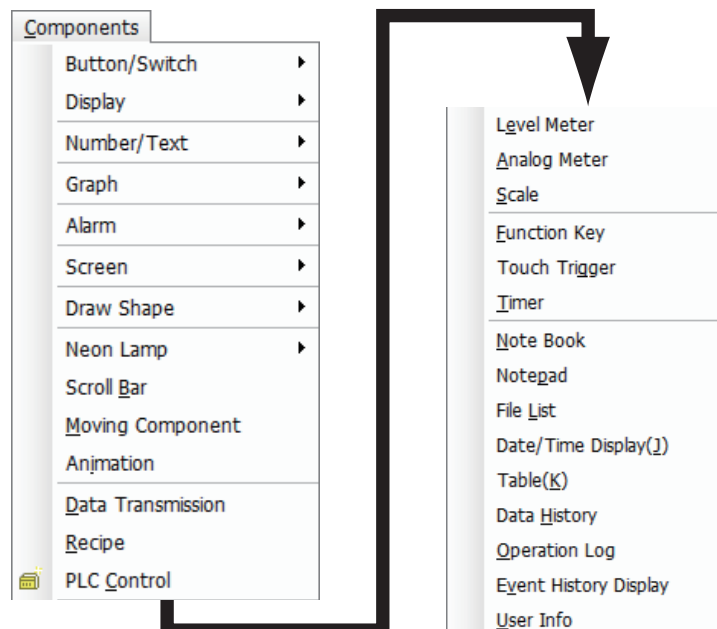 Components
Button/Switch
Display
Number/Text
Graph
Alarm
Screen
Draw Shape
Neon Lamp
Scroll Bar
Moving Component
Animation
Data Transmission
Recipe
PLC Control
Level Meter
Analog Meter
Scale
Function Key
Touch Trigger
Timer
Note Book
Notepad
File List
Date/Time Display(J)
Table(K)
Data History
Operation Log
Event History Display
User Info